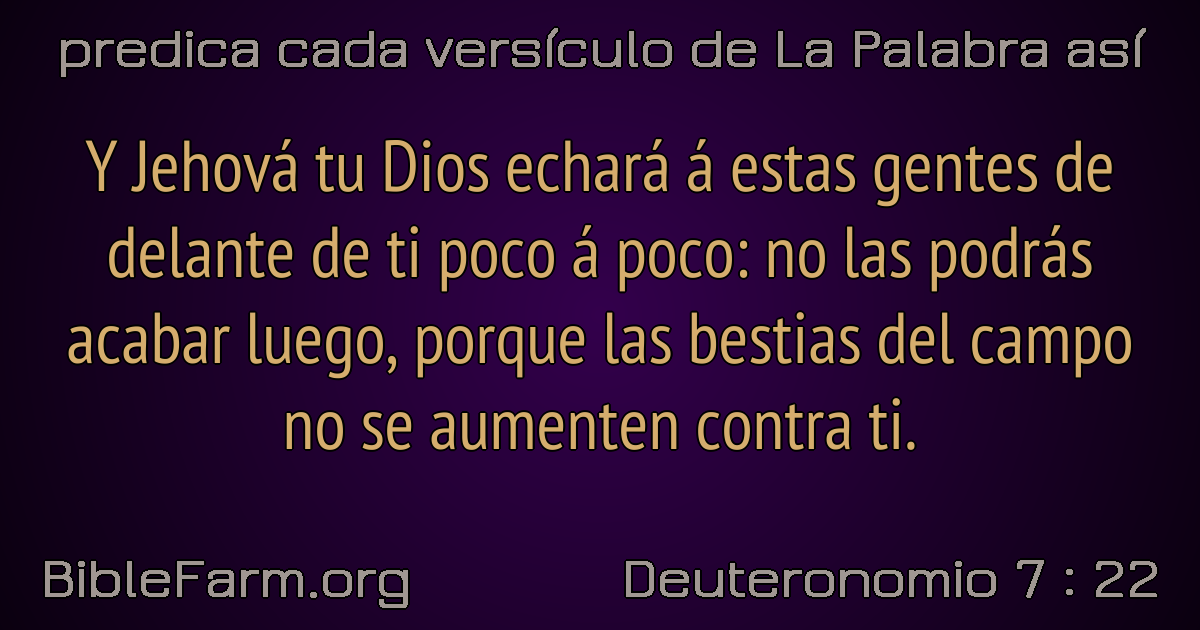 predica cada versículo de La Palabra así
Y Jehová tu Dios echará á estas gentes de
delante de ti poco á poco: no las podrás
acabar luego, porque las bestias del campo
no se aumenten contra ti.
BibleFarm.org
Deuteronomio 7 : 22